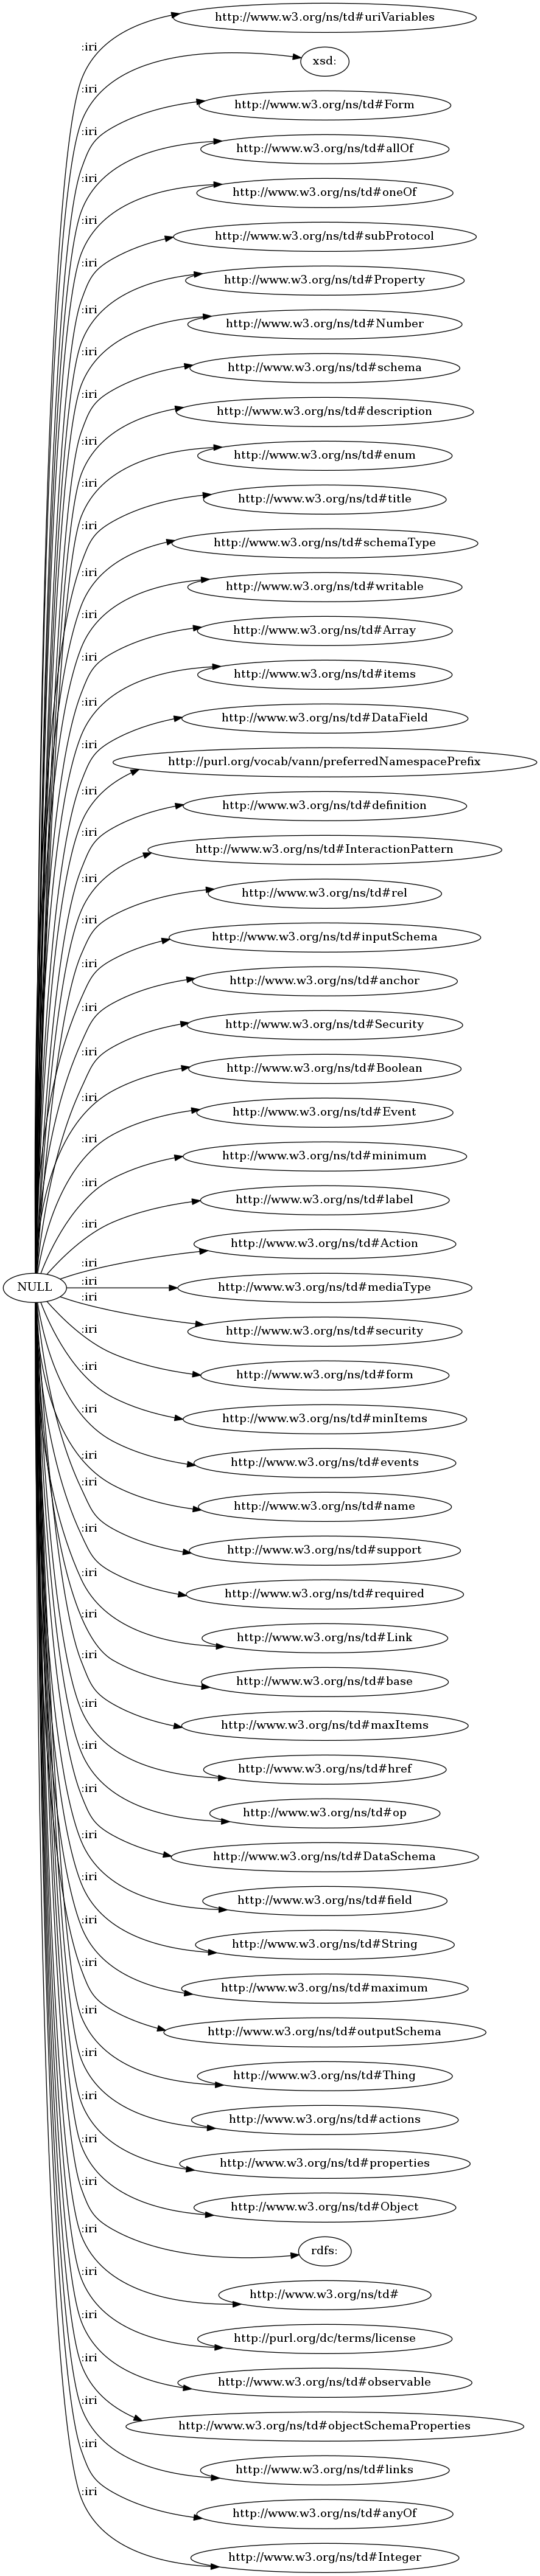 http://www.w3.org/ns/td#uriVariables
:iri
xsd:
:iri
http://www.w3.org/ns/td#Form
:iri
http://www.w3.org/ns/td#allOf
:iri
http://www.w3.org/ns/td#oneOf
:iri
http://www.w3.org/ns/td#subProtocol
:iri
http://www.w3.org/ns/td#Property
:iri
http://www.w3.org/ns/td#Number
:iri
http://www.w3.org/ns/td#schema
:iri
http://www.w3.org/ns/td#description
:iri
http://www.w3.org/ns/td#enum
:iri
http://www.w3.org/ns/td#title
:iri
http://www.w3.org/ns/td#schemaType
:iri
http://www.w3.org/ns/td#writable
:iri
http://www.w3.org/ns/td#Array
:iri
http://www.w3.org/ns/td#items
:iri
http://www.w3.org/ns/td#DataField
:iri
http://purl.org/vocab/vann/preferredNamespacePrefix
:iri
http://www.w3.org/ns/td#definition
:iri
http://www.w3.org/ns/td#InteractionPattern
:iri
http://www.w3.org/ns/td#rel
:iri
http://www.w3.org/ns/td#inputSchema
:iri
http://www.w3.org/ns/td#anchor
:iri
http://www.w3.org/ns/td#Security
:iri
http://www.w3.org/ns/td#Boolean
:iri
http://www.w3.org/ns/td#Event
:iri
http://www.w3.org/ns/td#minimum
:iri
http://www.w3.org/ns/td#label
:iri
http://www.w3.org/ns/td#Action
:iri
NULL
:iri
http://www.w3.org/ns/td#mediaType
:iri
http://www.w3.org/ns/td#security
:iri
http://www.w3.org/ns/td#form
:iri
http://www.w3.org/ns/td#minItems
:iri
http://www.w3.org/ns/td#events
:iri
http://www.w3.org/ns/td#name
:iri
http://www.w3.org/ns/td#support
:iri
http://www.w3.org/ns/td#required
:iri
http://www.w3.org/ns/td#Link
:iri
http://www.w3.org/ns/td#base
:iri
http://www.w3.org/ns/td#maxItems
:iri
http://www.w3.org/ns/td#href
:iri
http://www.w3.org/ns/td#op
:iri
http://www.w3.org/ns/td#DataSchema
:iri
http://www.w3.org/ns/td#field
:iri
http://www.w3.org/ns/td#String
:iri
http://www.w3.org/ns/td#maximum
:iri
http://www.w3.org/ns/td#outputSchema
:iri
http://www.w3.org/ns/td#Thing
:iri
http://www.w3.org/ns/td#actions
:iri
http://www.w3.org/ns/td#properties
:iri
http://www.w3.org/ns/td#Object
:iri
rdfs:
:iri
http://www.w3.org/ns/td#
:iri
http://purl.org/dc/terms/license
:iri
http://www.w3.org/ns/td#observable
:iri
http://www.w3.org/ns/td#objectSchemaProperties
:iri
http://www.w3.org/ns/td#links
:iri
http://www.w3.org/ns/td#anyOf
:iri
http://www.w3.org/ns/td#Integer